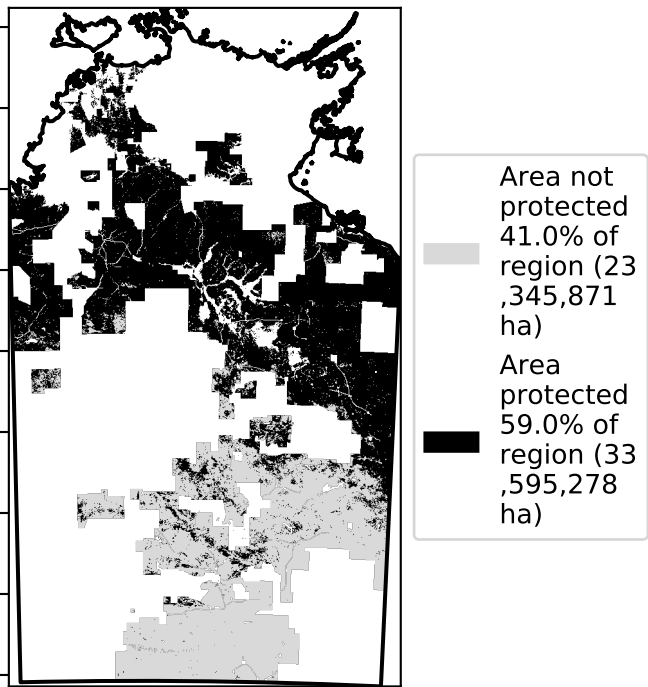 Area not
protected
41.0% of
region (23
,345,871
ha)
Area
protected
59.0% of
region (33
,595,278
ha)